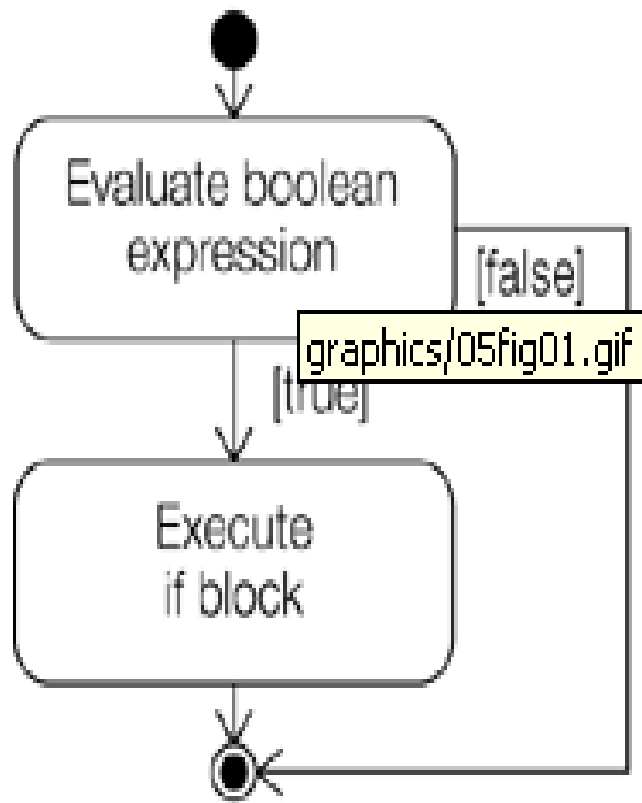 Evaluate boolean
expression
[false]
graphics/05fig01.gif
[true]
Execute
if block